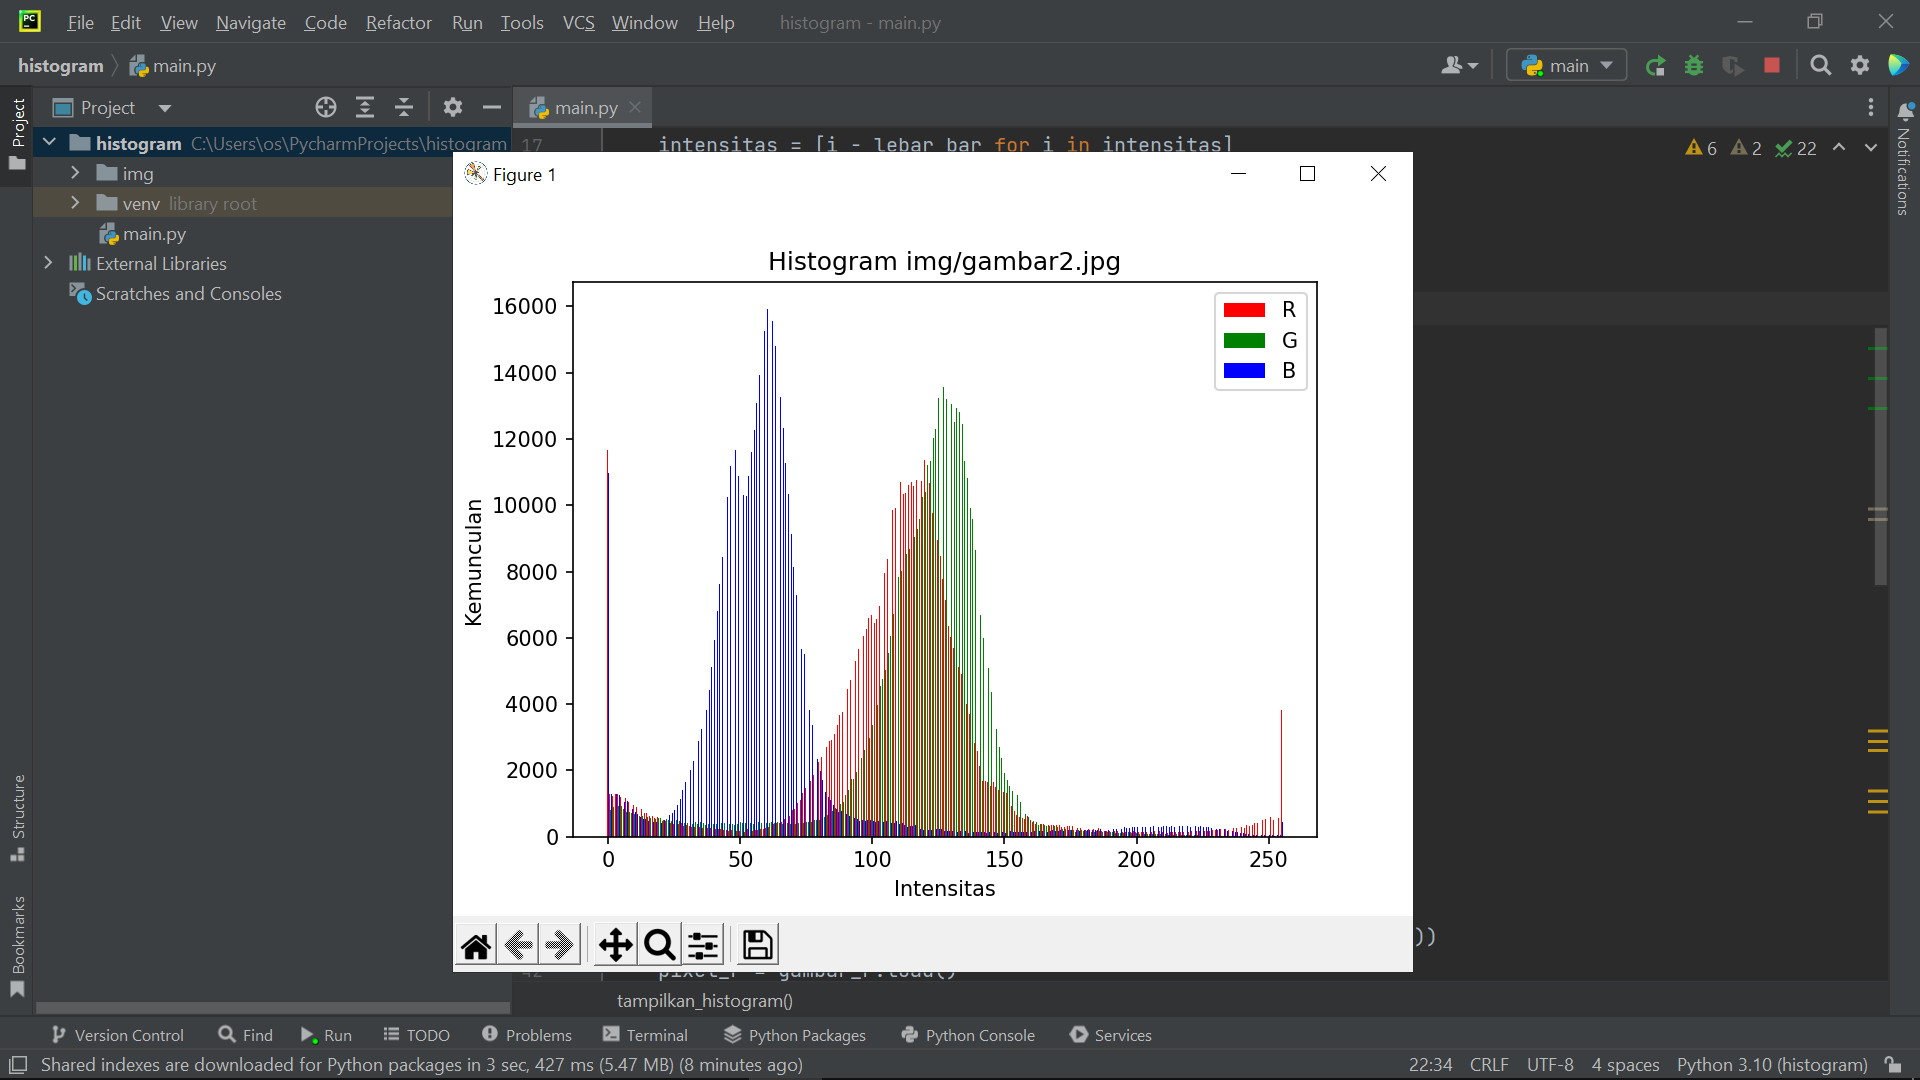 File Edit View Navigate Code Refactor Run Tools VCS Window Help histogram - main.py
histogram main.py main
Project main.py
Project
histogram C:\Users\os\PycharmProjects\histogram
17 intensitas = [i - lebar_bar for i in intensitas]
6 2 22
img
venv library root
main.py
External Libraries
Scratches and Consoles
Notifications
Figure 1
Histogram img/gambar2.jpg
R
G
B
16000
14000
12000
10000
8000
6000
4000
2000
0
Kemunculan
0 50 100 150 200 250
Intensitas
))
42 pixel_r = gambar_r.load()
tampilkan_histogram()
Structure
Bookmarks
Version Control Find Run TODO Problems Terminal Python Packages Python Console Services
Shared indexes are downloaded for Python packages in 3 sec, 427 ms (5.47 MB) (8 minutes ago) 22:34 CRLF UTF-8 4 spaces Python 3.10 (histogram)